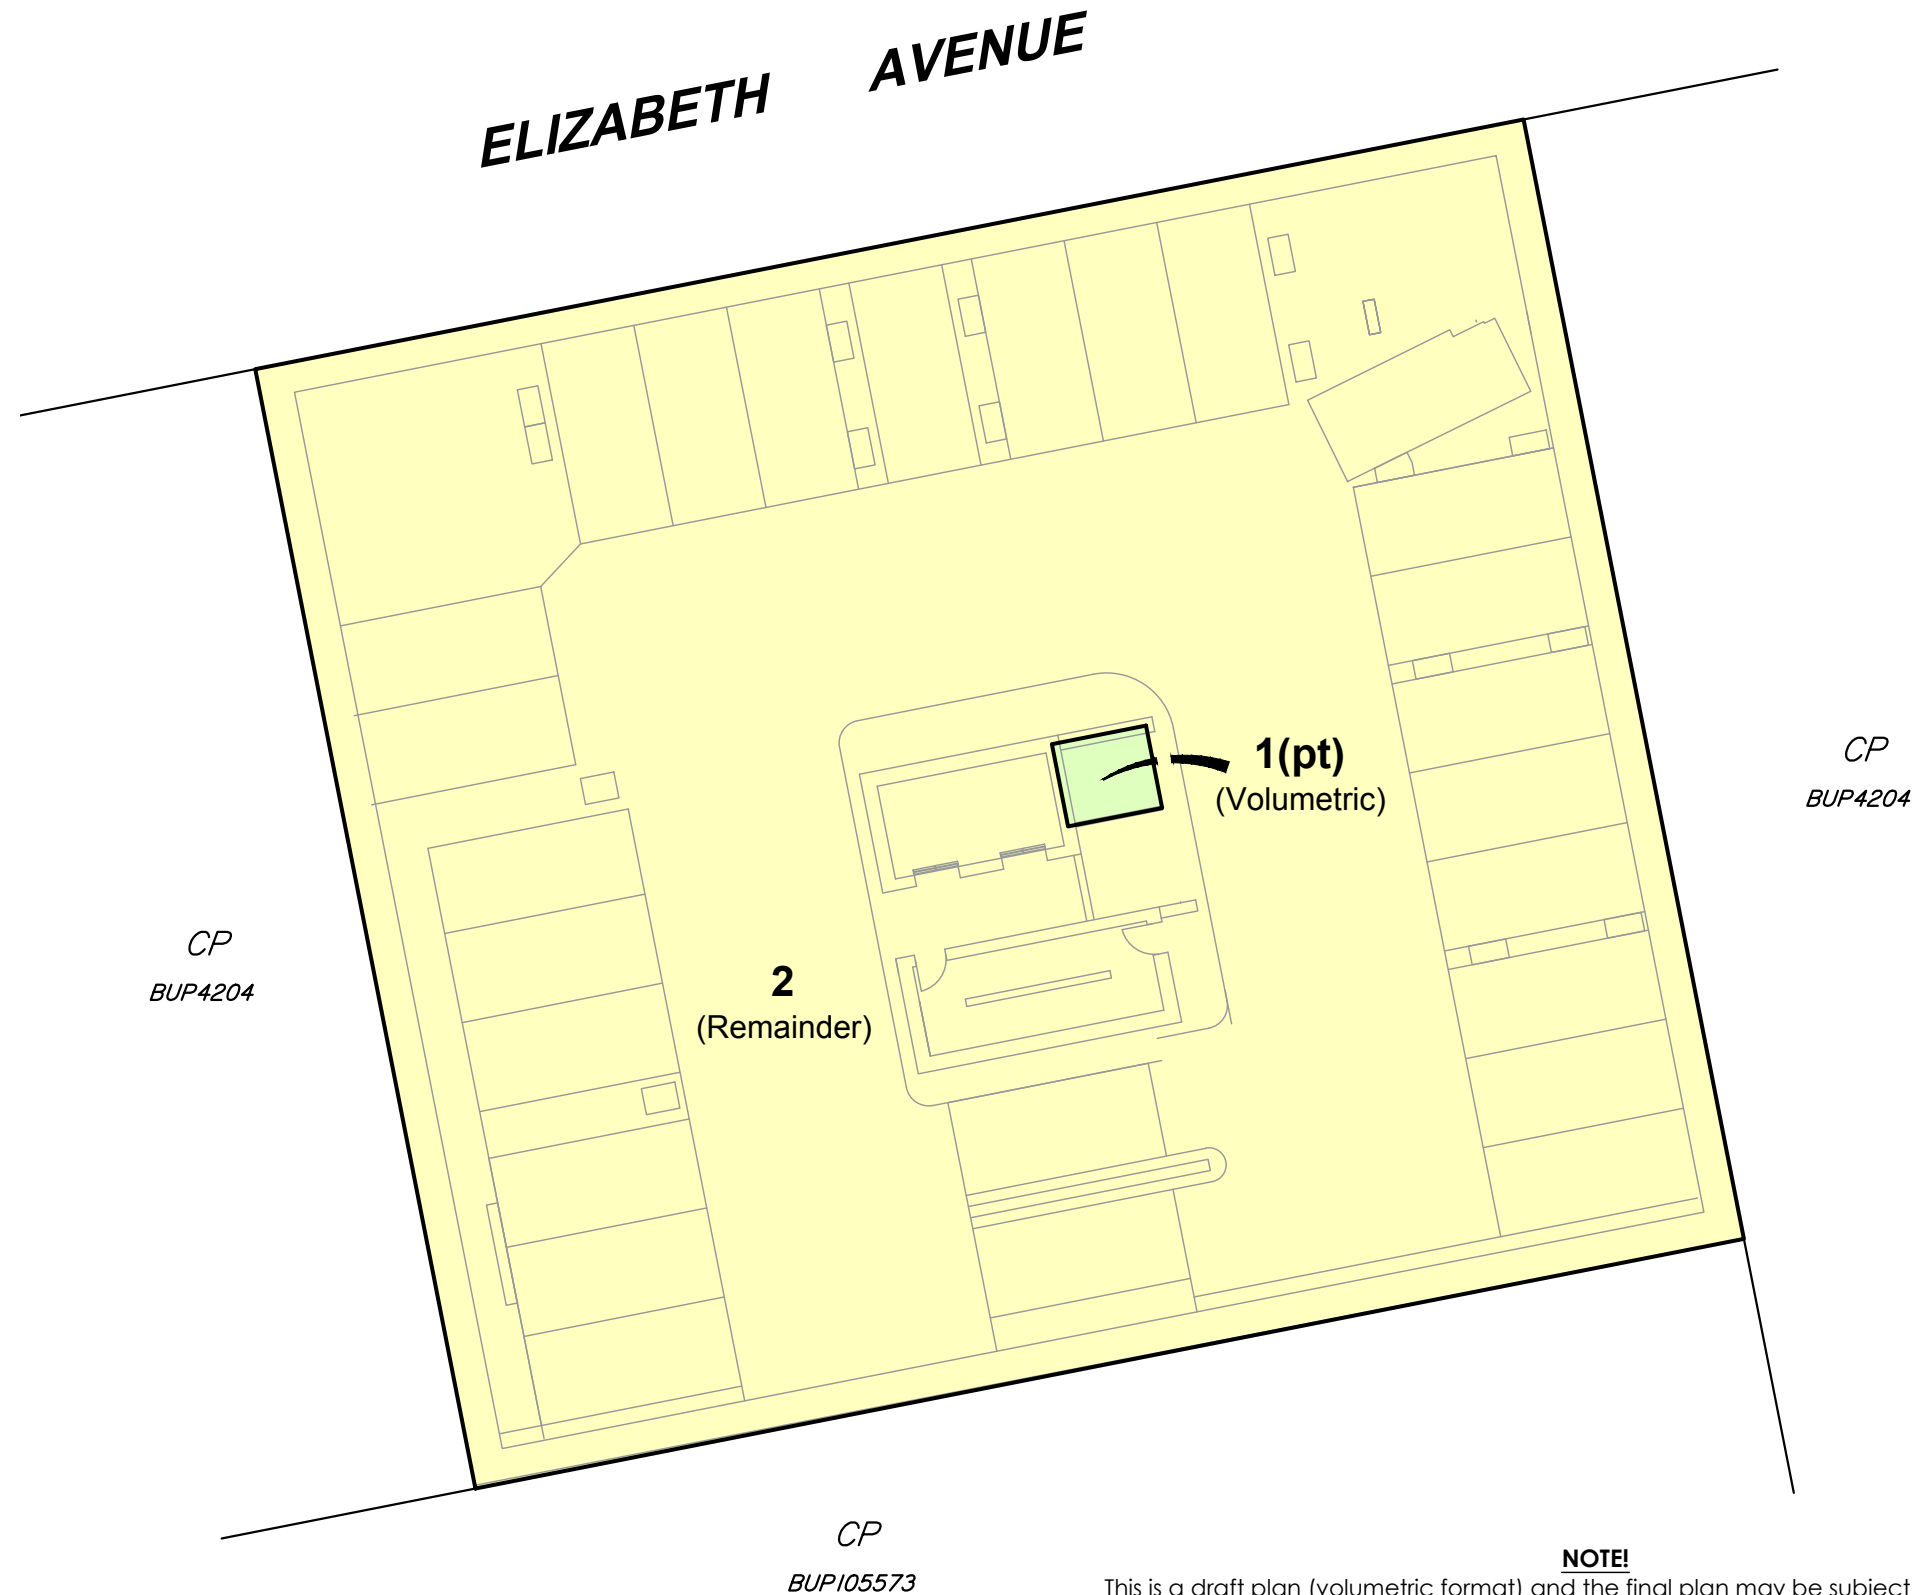 ELIZABETH AVENUE
1(pt)
(Volumetric)
CP
BUP4204
CP
BUP4204
2
(Remainder)
CP
BUP105573
NOTE!
This is a draft plan (volumetric format) and the final plan may be subject